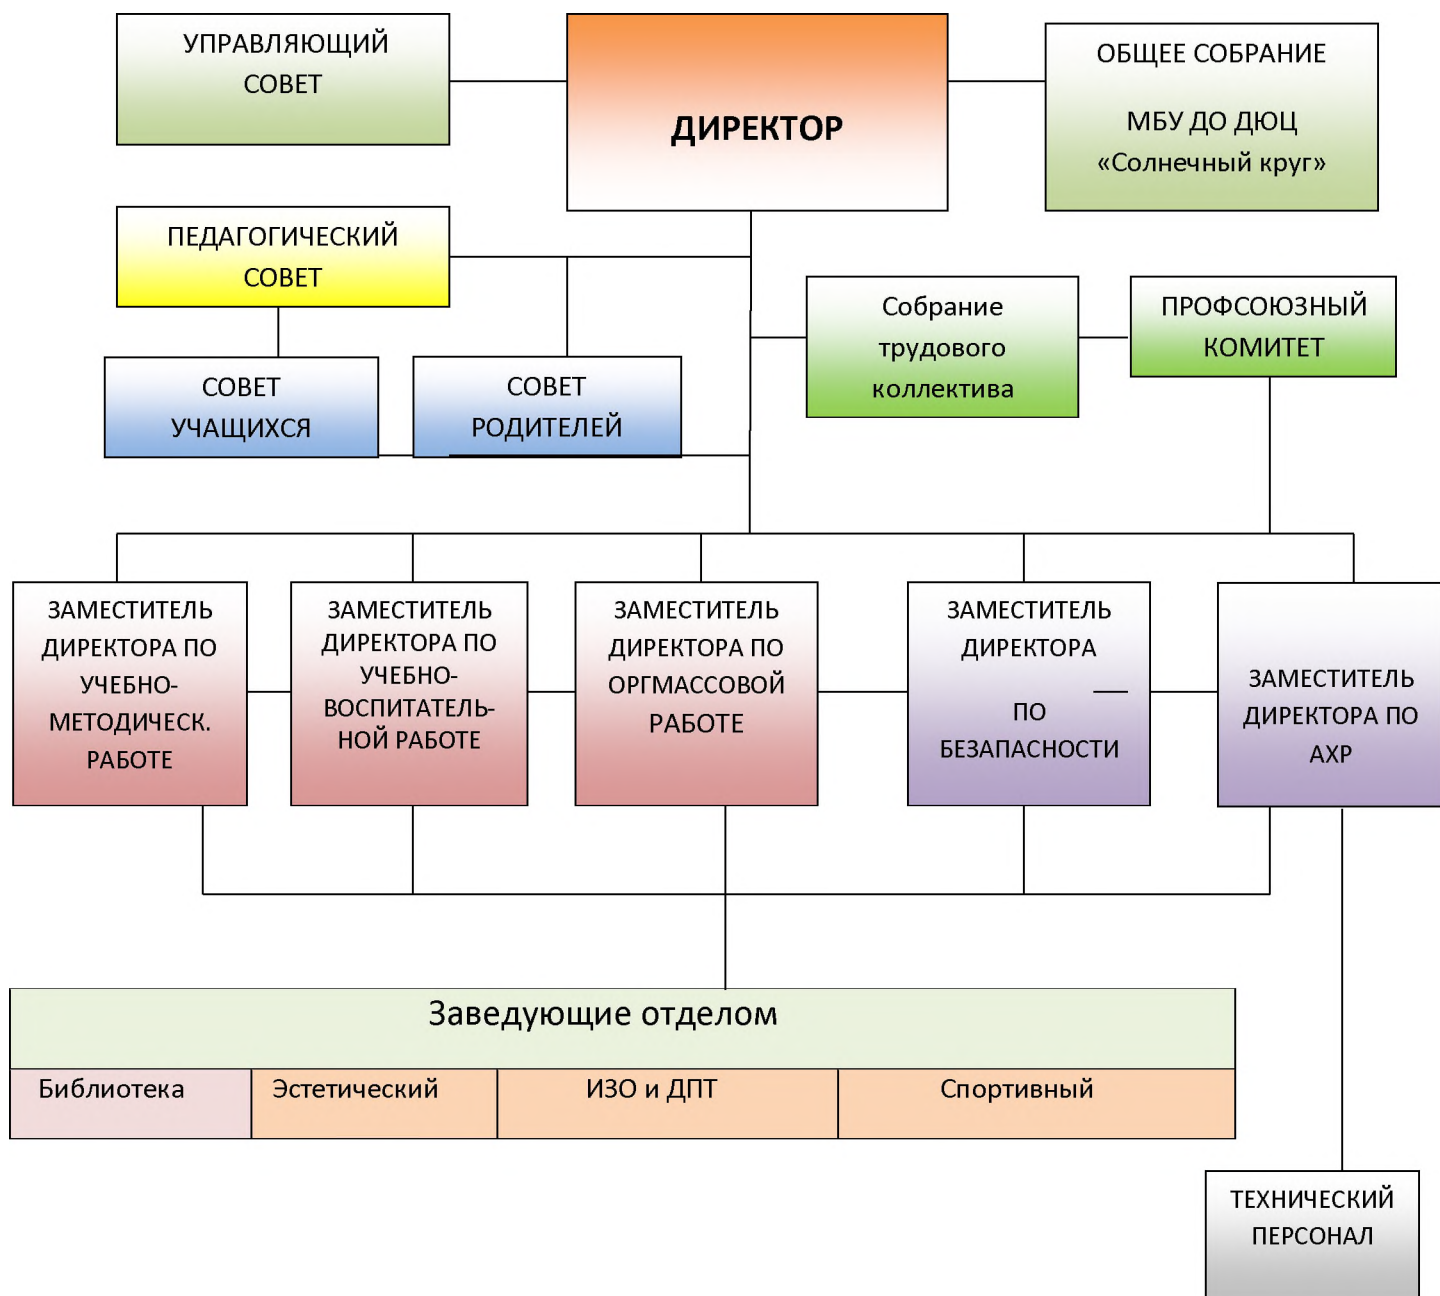 УПРАВЛЯЮЩИЙ
СОВЕТ
ДИРЕКТОР
ОБЩЕЕ СОБРАНИЕ
МБУ ДО ДЮЦ
«Солнечный круг»
ПЕДАГОГИЧЕСКИЙ
СОВЕТ
Собрание
трудового
коллектива
ПРОФСОЮЗНЫЙ
КОМИТЕТ
СОВЕТ
УЧАЩИХСЯ
СОВЕТ
РОДИТЕЛЕЙ
ЗАМЕСТИТЕЛЬ
ДИРЕКТОРА ПО
УЧЕБНО-
МЕТОДИЧЕСК.
РАБОТЕ
ЗАМЕСТИТЕЛЬ
ДИРЕКТОРА ПО
УЧЕБНО-
ВОСПИТАТЕЛЬ-
НОЙ РАБОТЕ
ЗАМЕСТИТЕЛЬ
ДИРЕКТОРА ПО
ОРГМАССОВОЙ
РАБОТЕ
ЗАМЕСТИТЕЛЬ
ДИРЕКТОРА
ПО
БЕЗАПАСНОСТИ
ЗАМЕСТИТЕЛЬ
ДИРЕКТОРА ПО
АХР
Заведующие отделом
Библиотека
Эстетический
ИЗО и ДПТ
Спортивный
ТЕХНИЧЕСКИЙ
ПЕРСОНАЛ